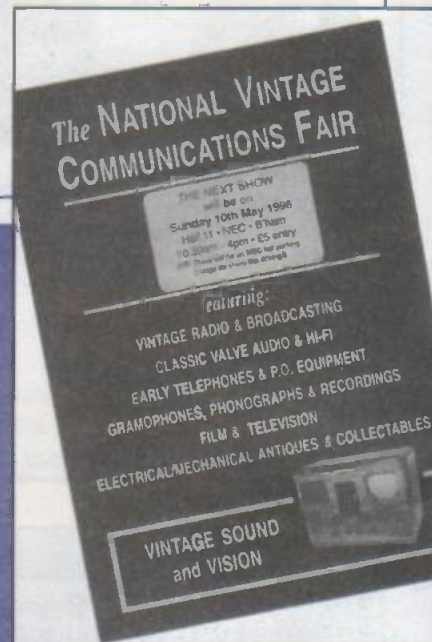 The NATIONAL VINTAGE
COMMUNICATIONS FAIR
THE NEXT SHOW
will be on
Sunday 10th May 1998
Hall 11 • NEC • B'ham
10.30am - 4pm • £5 entry
featuring:
VINTAGE RADIO & BROADCASTING
CLASSIC VALVE AUDIO & HI-FI
EARLY TELEPHONES & P.O. EQUIPMENT
GRAMOPHONES, PHONOGRAPHS & RECORDINGS
FILM & TELEVISION
ELECTRICAL/MECHANICAL ANTIQUES & COLLECTABLES
VINTAGE SOUND
and VISION